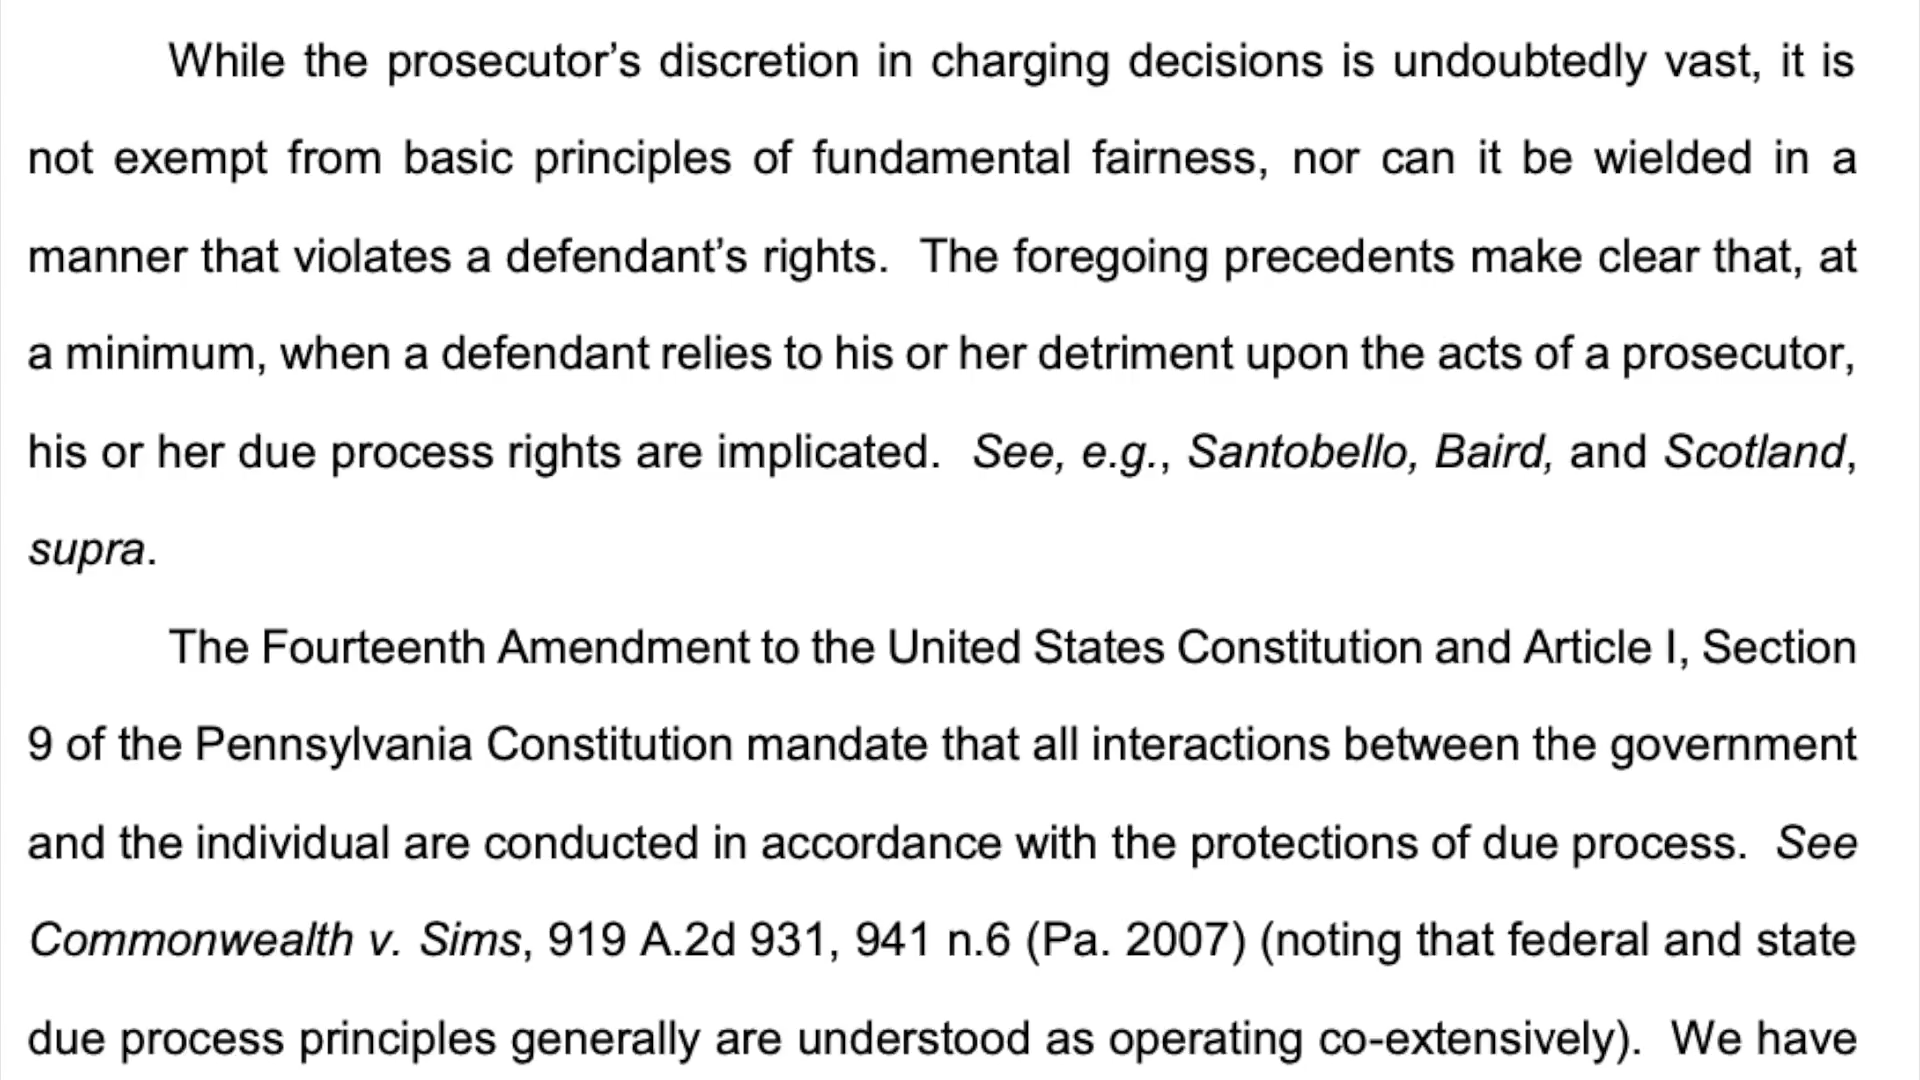 While the prosecutor’s discretion in charging decisions is undoubtedly vast, it is
not exempt from basic principles of fundamental fairness, nor can it be wielded in a
manner that violates a defendant’s rights.  The foregoing precedents make clear that, at
a minimum, when a defendant relies to his or her detriment upon the acts of a prosecutor,
his or her due process rights are implicated.  See, e.g., Santobello, Baird, and Scotland,
supra.
The Fourteenth Amendment to the United States Constitution and Article I, Section
9 of the Pennsylvania Constitution mandate that all interactions between the government
and the individual are conducted in accordance with the protections of due process.  See
Commonwealth v. Sims, 919 A.2d 931, 941 n.6 (Pa. 2007) (noting that federal and state
due process principles generally are understood as operating co-extensively).  We have